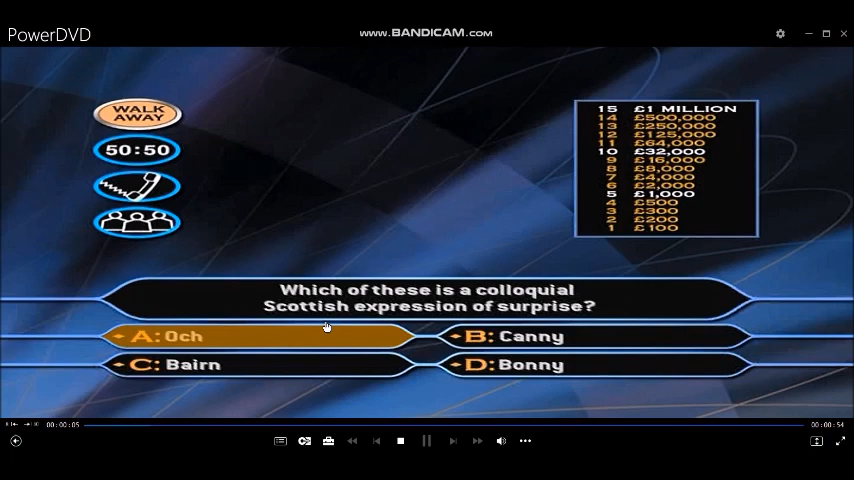 PowerDVD
www.BANDICAM.com
WALK
AWAY
50:50
15 £1 MILLION
14 £500,000
13 £250,000
12 £125,000
11 £64,000
10 £32,000
9 £16,000
8 £8,000
7 £4,000
6 £2,000
5 £1,000
4 £500
3 £300
2 £200
1 £100
Which of these is a colloquial
Scottish expression of surprise?
A: Och
B: Canny
C: Bairn
D: Bonny
00:00:05
00:00:54